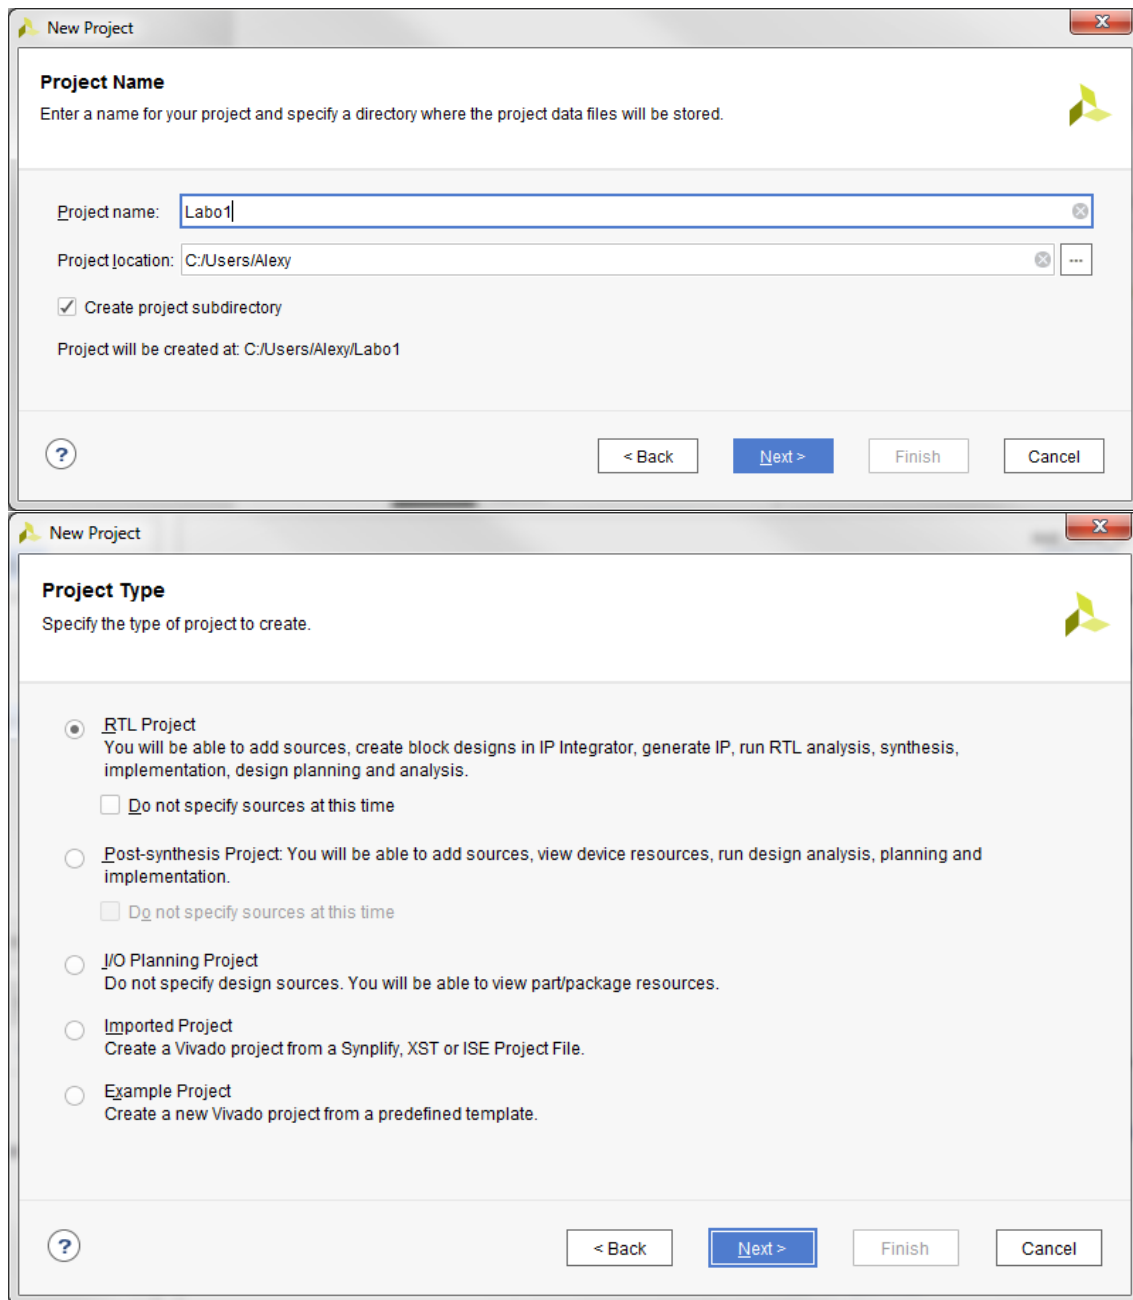 New Project
Project Name
Enter a name for your project and specify a directory where the project data files will be stored.
Project name: Labo1
Project location: C:/Users/Alexy
Create project subdirectory
Project will be created at: C:/Users/Alexy/Labo1
? < Back Next > Finish Cancel
New Project
Project Type
Specify the type of project to create.
RTL Project
You will be able to add sources, create block designs in IP Integrator, generate IP, run RTL analysis, synthesis,
implementation, design planning and analysis.
Do not specify sources at this time
Post-synthesis Project: You will be able to add sources, view device resources, run design analysis, planning and
implementation.
Do not specify sources at this time
I/O Planning Project
Do not specify design sources. You will be able to view part/package resources.
Imported Project
Create a Vivado project from a Synplify, XST or ISE Project File.
Example Project
Create a new Vivado project from a predefined template.
? < Back Next > Finish Cancel